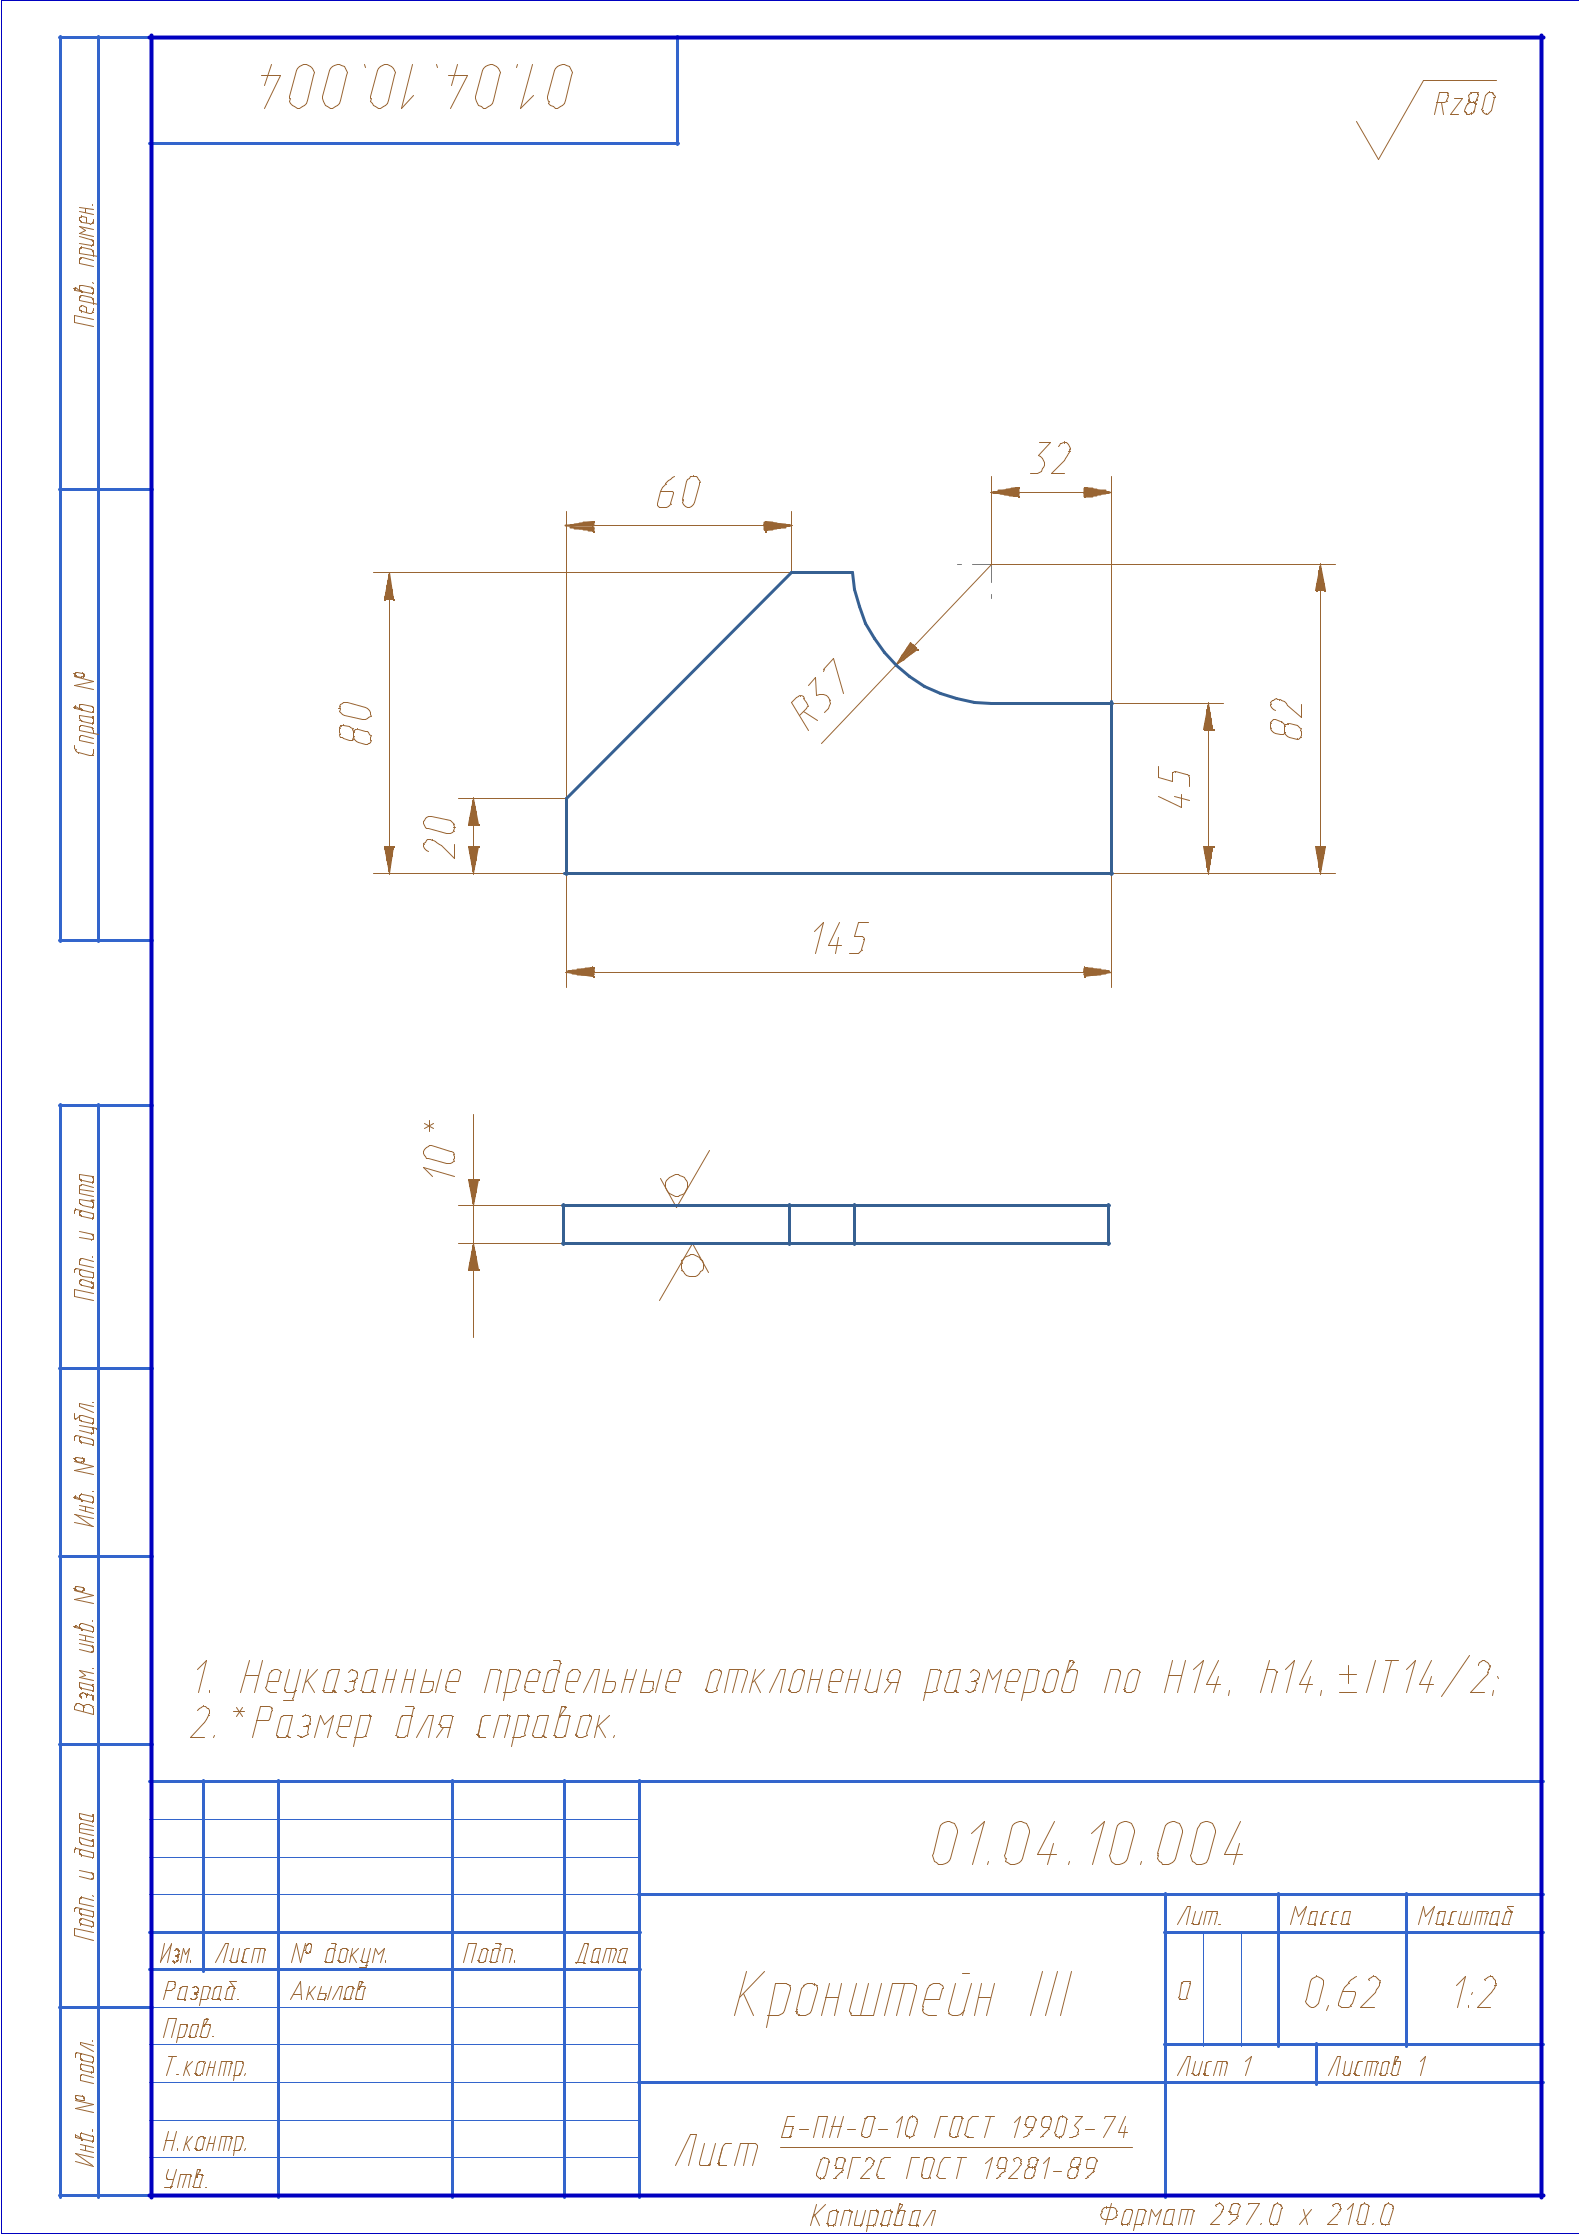 01.04.10.004
Rz80
Перв. примен.
Справ №
32
60
80
R37
82
45
20
145
10*
Подп. и дата
Инв. № дубл.
Взам. инв. №
Подп. и дата
Инв. № подл.
1. Неуказанные предельные отклонения размеров по H14, h14,±IT14/2;
2.*Размер для справок.
01.04.10.004
Лит. Масса Масштаб
Изм. Лист № докум. Подп. Дата
Разраб. Акылов
Пров.
Т.контр.
Н.контр.
Утв.
Кронштейн III
а 0,62 1:2
Лист 1 Листов 1
Лист Б-ПН-О-10 ГОСТ 19903-74
09Г2С ГОСТ 19281-89
Копировал Формат 297.0 x 210.0